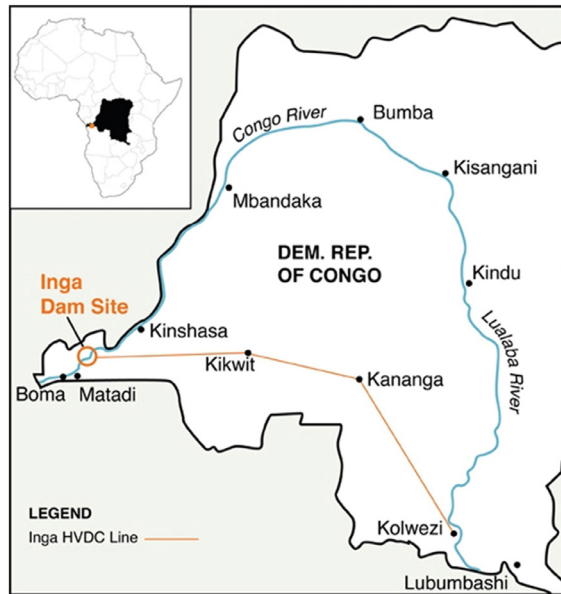 Congo River
Bumba
Kisangani
Mbandaka
DEM. REP.
OF CONGO
Inga
Dam Site
Kindu
Kinshasa
Lualaba River
Kikwit
Kananga
Boma
Matadi
LEGEND
Inga HVDC Line
Kolwezi
Lubumbashi